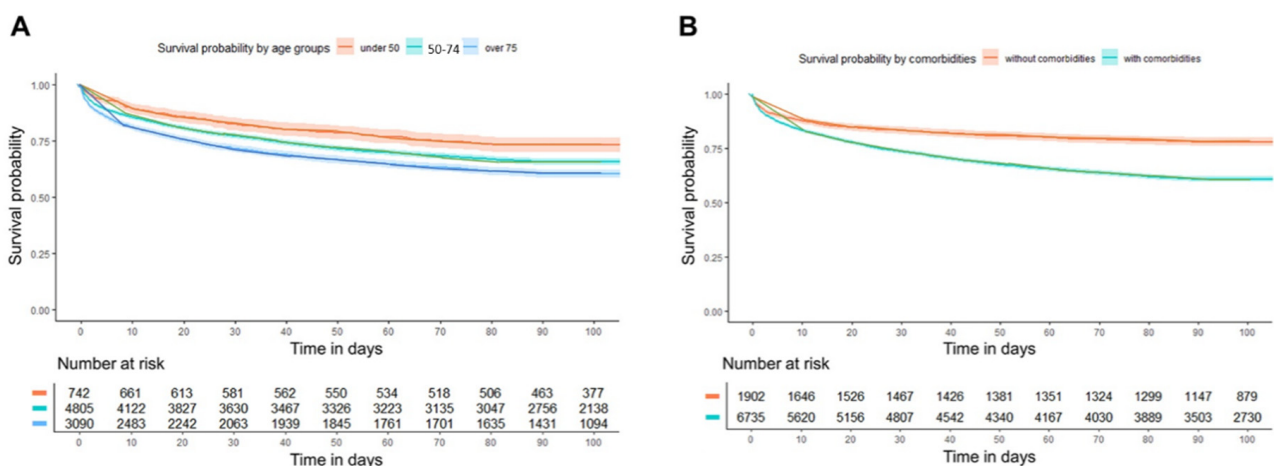 A
Survival probability by age groups under 50 50-74 over 75
1.00
0.75
0.50
0.25
0.00
Survival probability
0 10 20 30 40 50 60 70 80 90 100
Time in days
Number at risk
742 661 613 581 562 550 534 518 506 463 377
4805 4122 3827 3630 3467 3326 3223 3135 3047 2756 2138
3090 2483 2242 2063 1939 1845 1761 1701 1635 1431 1094
0 10 20 30 40 50 60 70 80 90 100
Time in days
B
Survival probability by comorbidities without comorbidities with comorbidities
1.00
0.75
0.50
0.25
0.00
Survival probability
0 10 20 30 40 50 60 70 80 90 100
Time in days
Number at risk
1902 1646 1526 1467 1426 1381 1351 1324 1299 1147 879
6735 5620 5156 4807 4542 4340 4167 4030 3889 3503 2730
0 10 20 30 40 50 60 70 80 90 100
Time in days